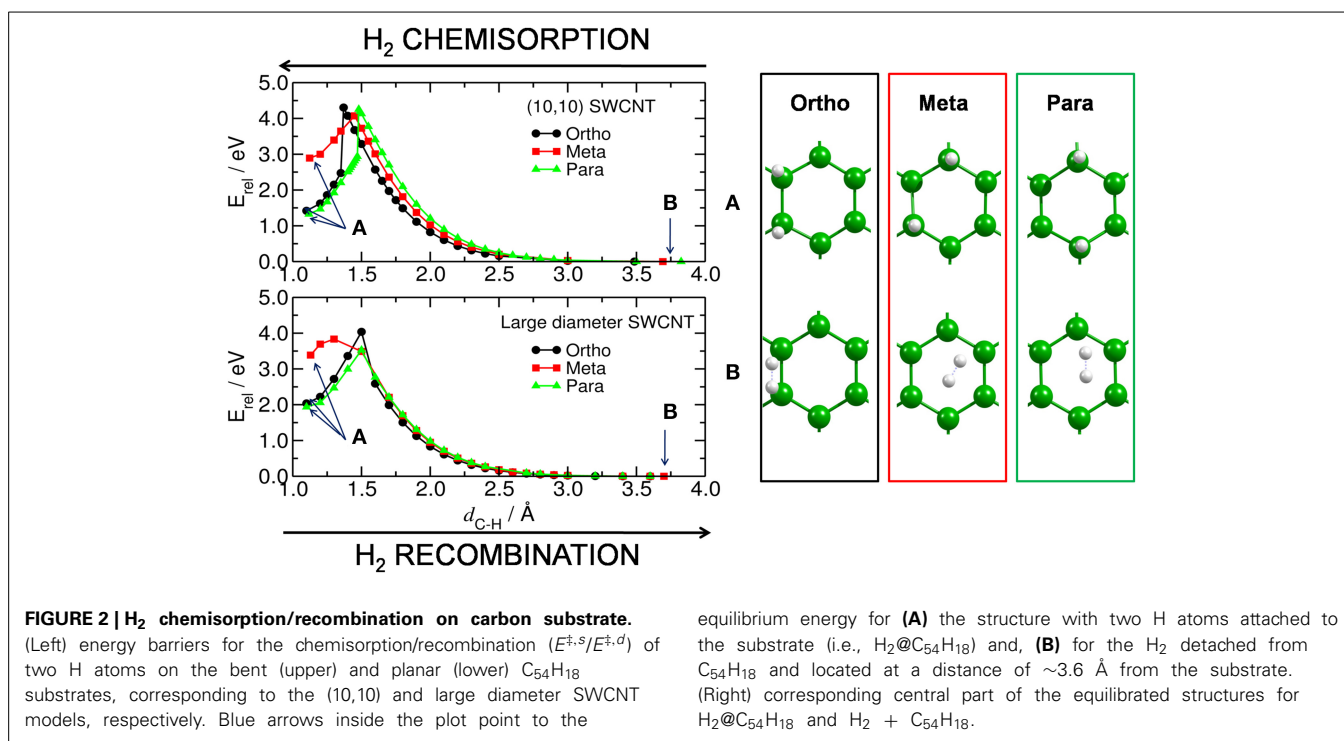 H₂ CHEMISORPTION
(10,10) SWCNT
Ortho
Meta
Para
E_rel / eV
5.0
4.0
3.0
2.0
1.0
0.0
A
B
1.0 1.5 2.0 2.5 3.0 3.5 4.0
Large diameter SWCNT
Ortho
Meta
Para
E_rel / eV
5.0
4.0
3.0
2.0
1.0
0.0
A
B
1.0 1.5 2.0 2.5 3.0 3.5 4.0
d_C-H / Å
H₂ RECOMBINATION
Ortho Meta Para
A
B
FIGURE 2 | H₂ chemisorption/recombination on carbon substrate.
(Left) energy barriers for the chemisorption/recombination (E‡,s/E‡,d) of
two H atoms on the bent (upper) and planar (lower) C₅₄H₁₈
substrates, corresponding to the (10,10) and large diameter SWCNT
models, respectively. Blue arrows inside the plot point to the
equilibrium energy for (A) the structure with two H atoms attached to
the substrate (i.e., H₂@C₅₄H₁₈) and, (B) for the H₂ detached from
C₅₄H₁₈ and located at a distance of ~3.6 Å from the substrate.
(Right) corresponding central part of the equilibrated structures for
H₂@C₅₄H₁₈ and H₂ + C₅₄H₁₈.